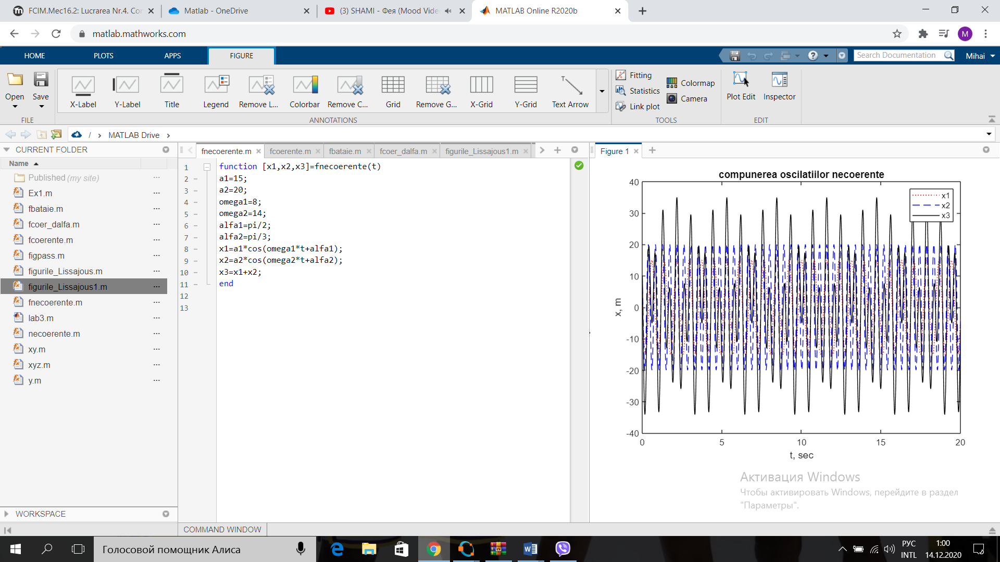 FCIM.Mec16.2: Lucrarea Nr.4. Cor
Matlab - OneDrive
(3) SHAMI - Фея (Mood Vide
MATLAB Online R2020b
matlab.mathworks.com
M
HOME PLOTS APPS FIGURE
Search Documentation
Mihai
Open Save
X-Label Y-Label Title Legend Remove L... Colorbar Remove C... Grid Remove G... X-Grid Y-Grid Text Arrow
Fitting
Statistics
Link plot
Colormap
Camera
Plot Edit Inspector
FILE ANNOTATIONS TOOLS EDIT
/ › MATLAB Drive ›
CURRENT FOLDER
Name
Published (my site)
Ex1.m
fbataie.m
fcoer_dalfa.m
fcoerente.m
figpass.m
figurile_Lissajous.m
figurile_Lissajous1.m
fnecoerente.m
lab3.m
necoerente.m
xy.m
xyz.m
y.m
WORKSPACE
fnecoerente.m fcoerente.m fbataie.m fcoer_dalfa.m figurile_Lissajous1.m
1 function [x1,x2,x3]=fnecoerente(t)
2 a1=15;
3 a2=20;
4 omega1=8;
5 omega2=14;
6 alfa1=pi/2;
7 alfa2=pi/3;
8 x1=a1*cos(omega1*t+alfa1);
9 x2=a2*cos(omega2*t+alfa2);
10 x3=x1+x2;
11 end
12
13
COMMAND WINDOW
Figure 1
compunerea oscilatiilor necoerente
x1
x2
x3
40
30
20
10
0
-10
-20
-30
-40
x, m
0 5 10 15 20
t, sec
Активация Windows
Чтобы активировать Windows, перейдите в раздел
"Параметры".
Голосовой помощник Алиса
РУС
INTL
1:00
14.12.2020